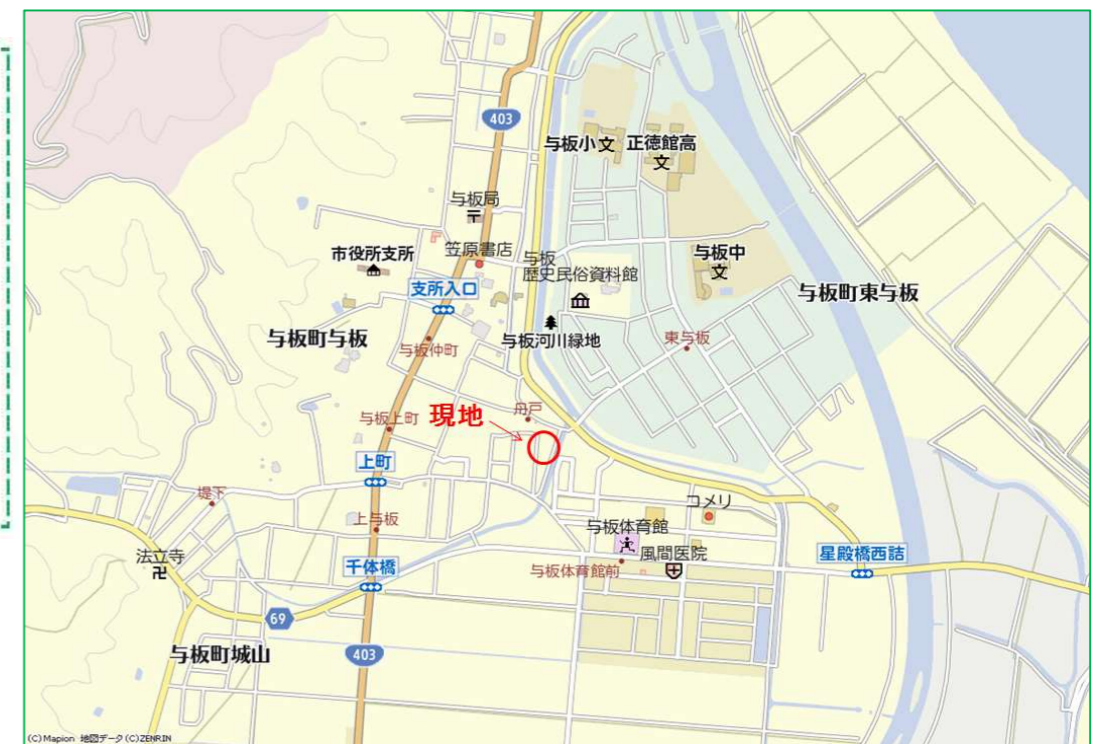 403
与板小
正徳館高
文
文
与板局
〒
市役所支所
笠原書店
与板
歴史民俗資料館
与板中
文
支所入口
与板町東与板
与板町与板
与板仲町
与板河川緑地
東与板
与板上町
現地
舟戸
上町
堤下
コメリ
上与板
与板体育館
法立寺
卍
千体橋
風間医院
与板体育館前
星殿橋西詰
69
与板町城山
403
(C)Mapion 地図データ(C)ZENRIN